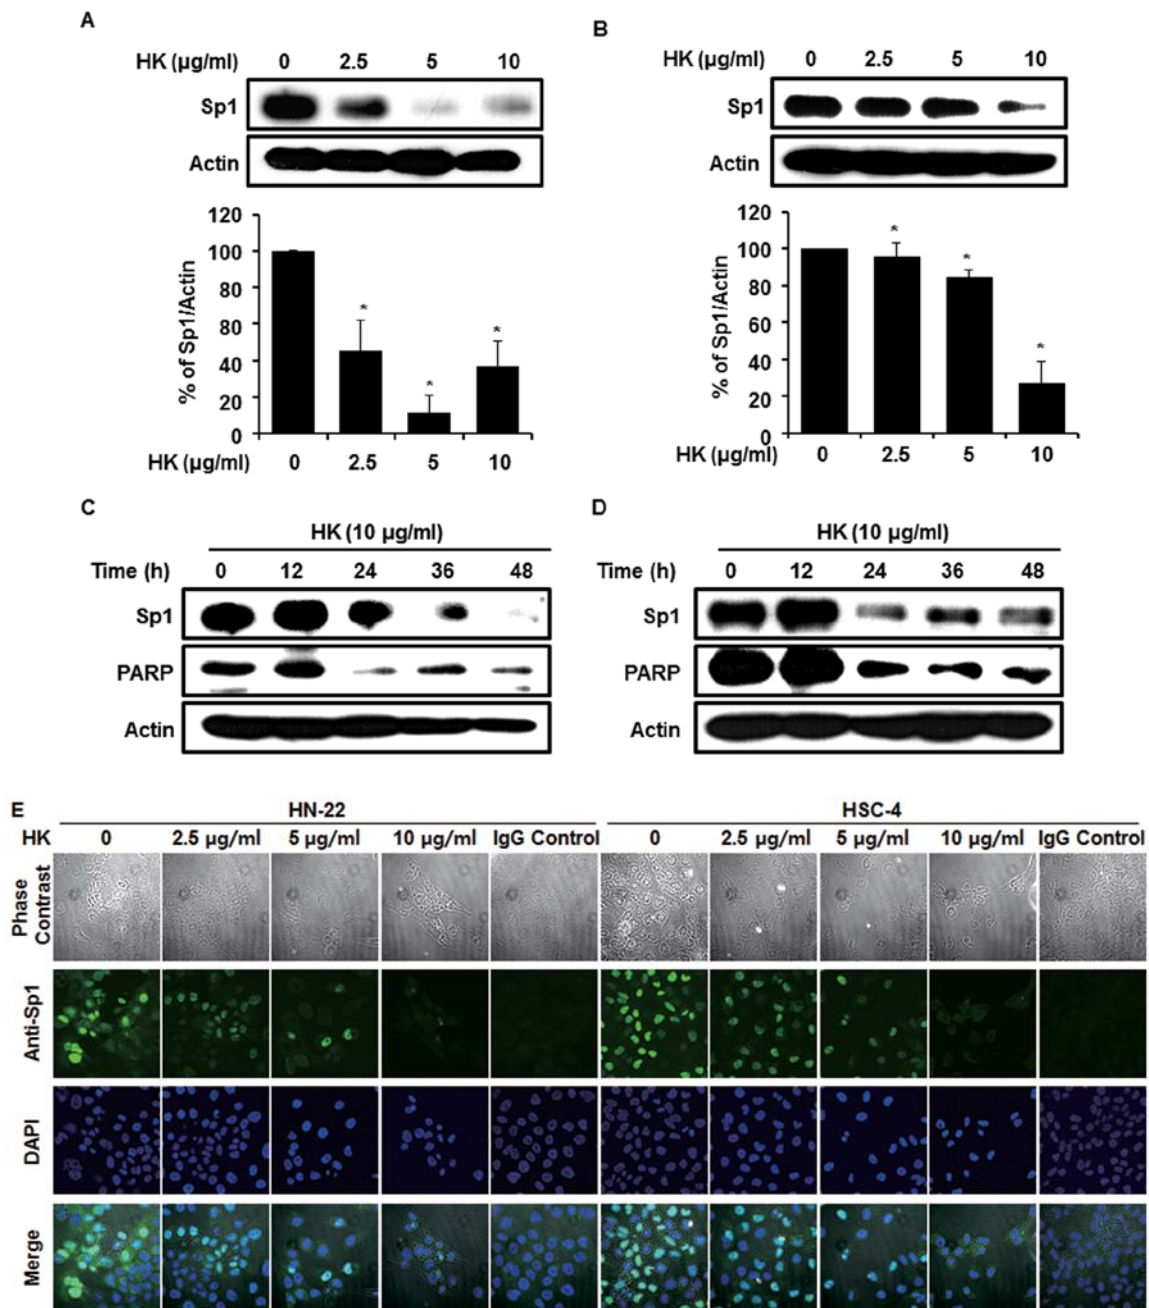 A
HK (µg/ml) 0 2.5 5 10
Sp1
Actin
120
100
80
60
40
20
0
% of Sp1/Actin
* * *
HK (µg/ml) 0 2.5 5 10
B
HK (µg/ml) 0 2.5 5 10
Sp1
Actin
120
100
80
60
40
20
0
% of Sp1/Actin
* * *
HK (µg/ml) 0 2.5 5 10
C
HK (10 µg/ml)
Time (h) 0 12 24 36 48
Sp1
PARP
Actin
D
HK (10 µg/ml)
Time (h) 0 12 24 36 48
Sp1
PARP
Actin
E
HN-22 HSC-4
HK 0 2.5 µg/ml 5 µg/ml 10 µg/ml IgG Control 0 2.5 µg/ml 5 µg/ml 10 µg/ml IgG Control
Phase
Contrast
Anti-Sp1
DAPI
Merge